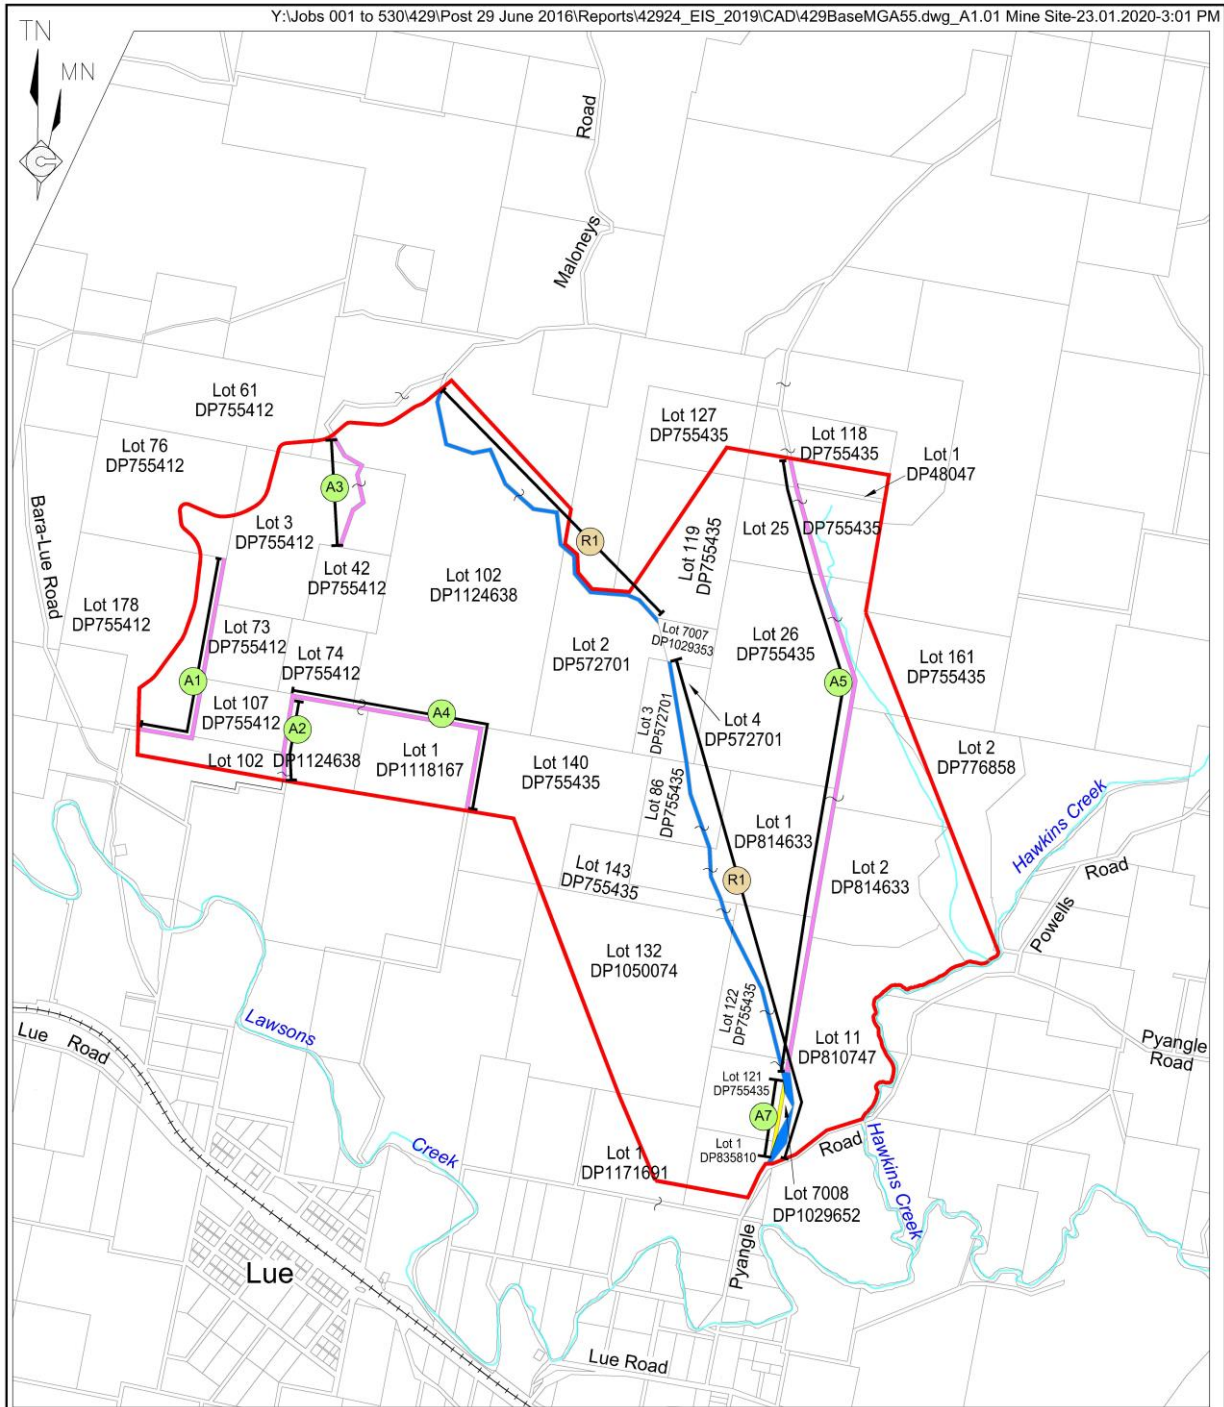 Y:\Jobs 001 to 530\429\Post 29 June 2016\Reports\42924_EIS_2019\CAD\429BaseMGA55.dwg_A1.01 Mine Site-23.01.2020-3:01 PM
TN
MN
Road
Maloneys
Lot 61
DP755412
Lot 76
DP755412
Lot 127
DP755435
Lot 118
DP755435
Lot 1
DP48047
Bara-Lue Road
A3
Lot 3
DP755412
Lot 25
DP755435
R1
Lot 119
DP755435
Lot 42
DP755412
Lot 102
DP1124638
Lot 178
DP755412
Lot 73
DP755412
Lot 2
DP572701
Lot 7007
DP1029353
Lot 26
DP755435
Lot 161
DP755435
Lot 74
DP755412
A1
A5
Lot 107
DP755412
A2
A4
Lot 3
DP572701
Lot 4
DP572701
Lot 102
DP1124638
Lot 1
DP1118167
Lot 140
DP755435
Lot 2
DP776858
Lot 86
DP755435
Hawkins Creek
Lot 1
DP814633
Lot 143
DP755435
R1
Lot 2
DP814633
Road
Powells
Lot 132
DP1050074
Lot 122
DP755435
Lawsons
Lue Road
Lot 11
DP810747
Pyangle
Road
Lot 121
DP755435
A7
Creek
Lot 1
DP1171691
Lot 1
DP835810
Road
Hawkins Creek
Lot 7008
DP1029652
Pyangle
Lue
Lue Road